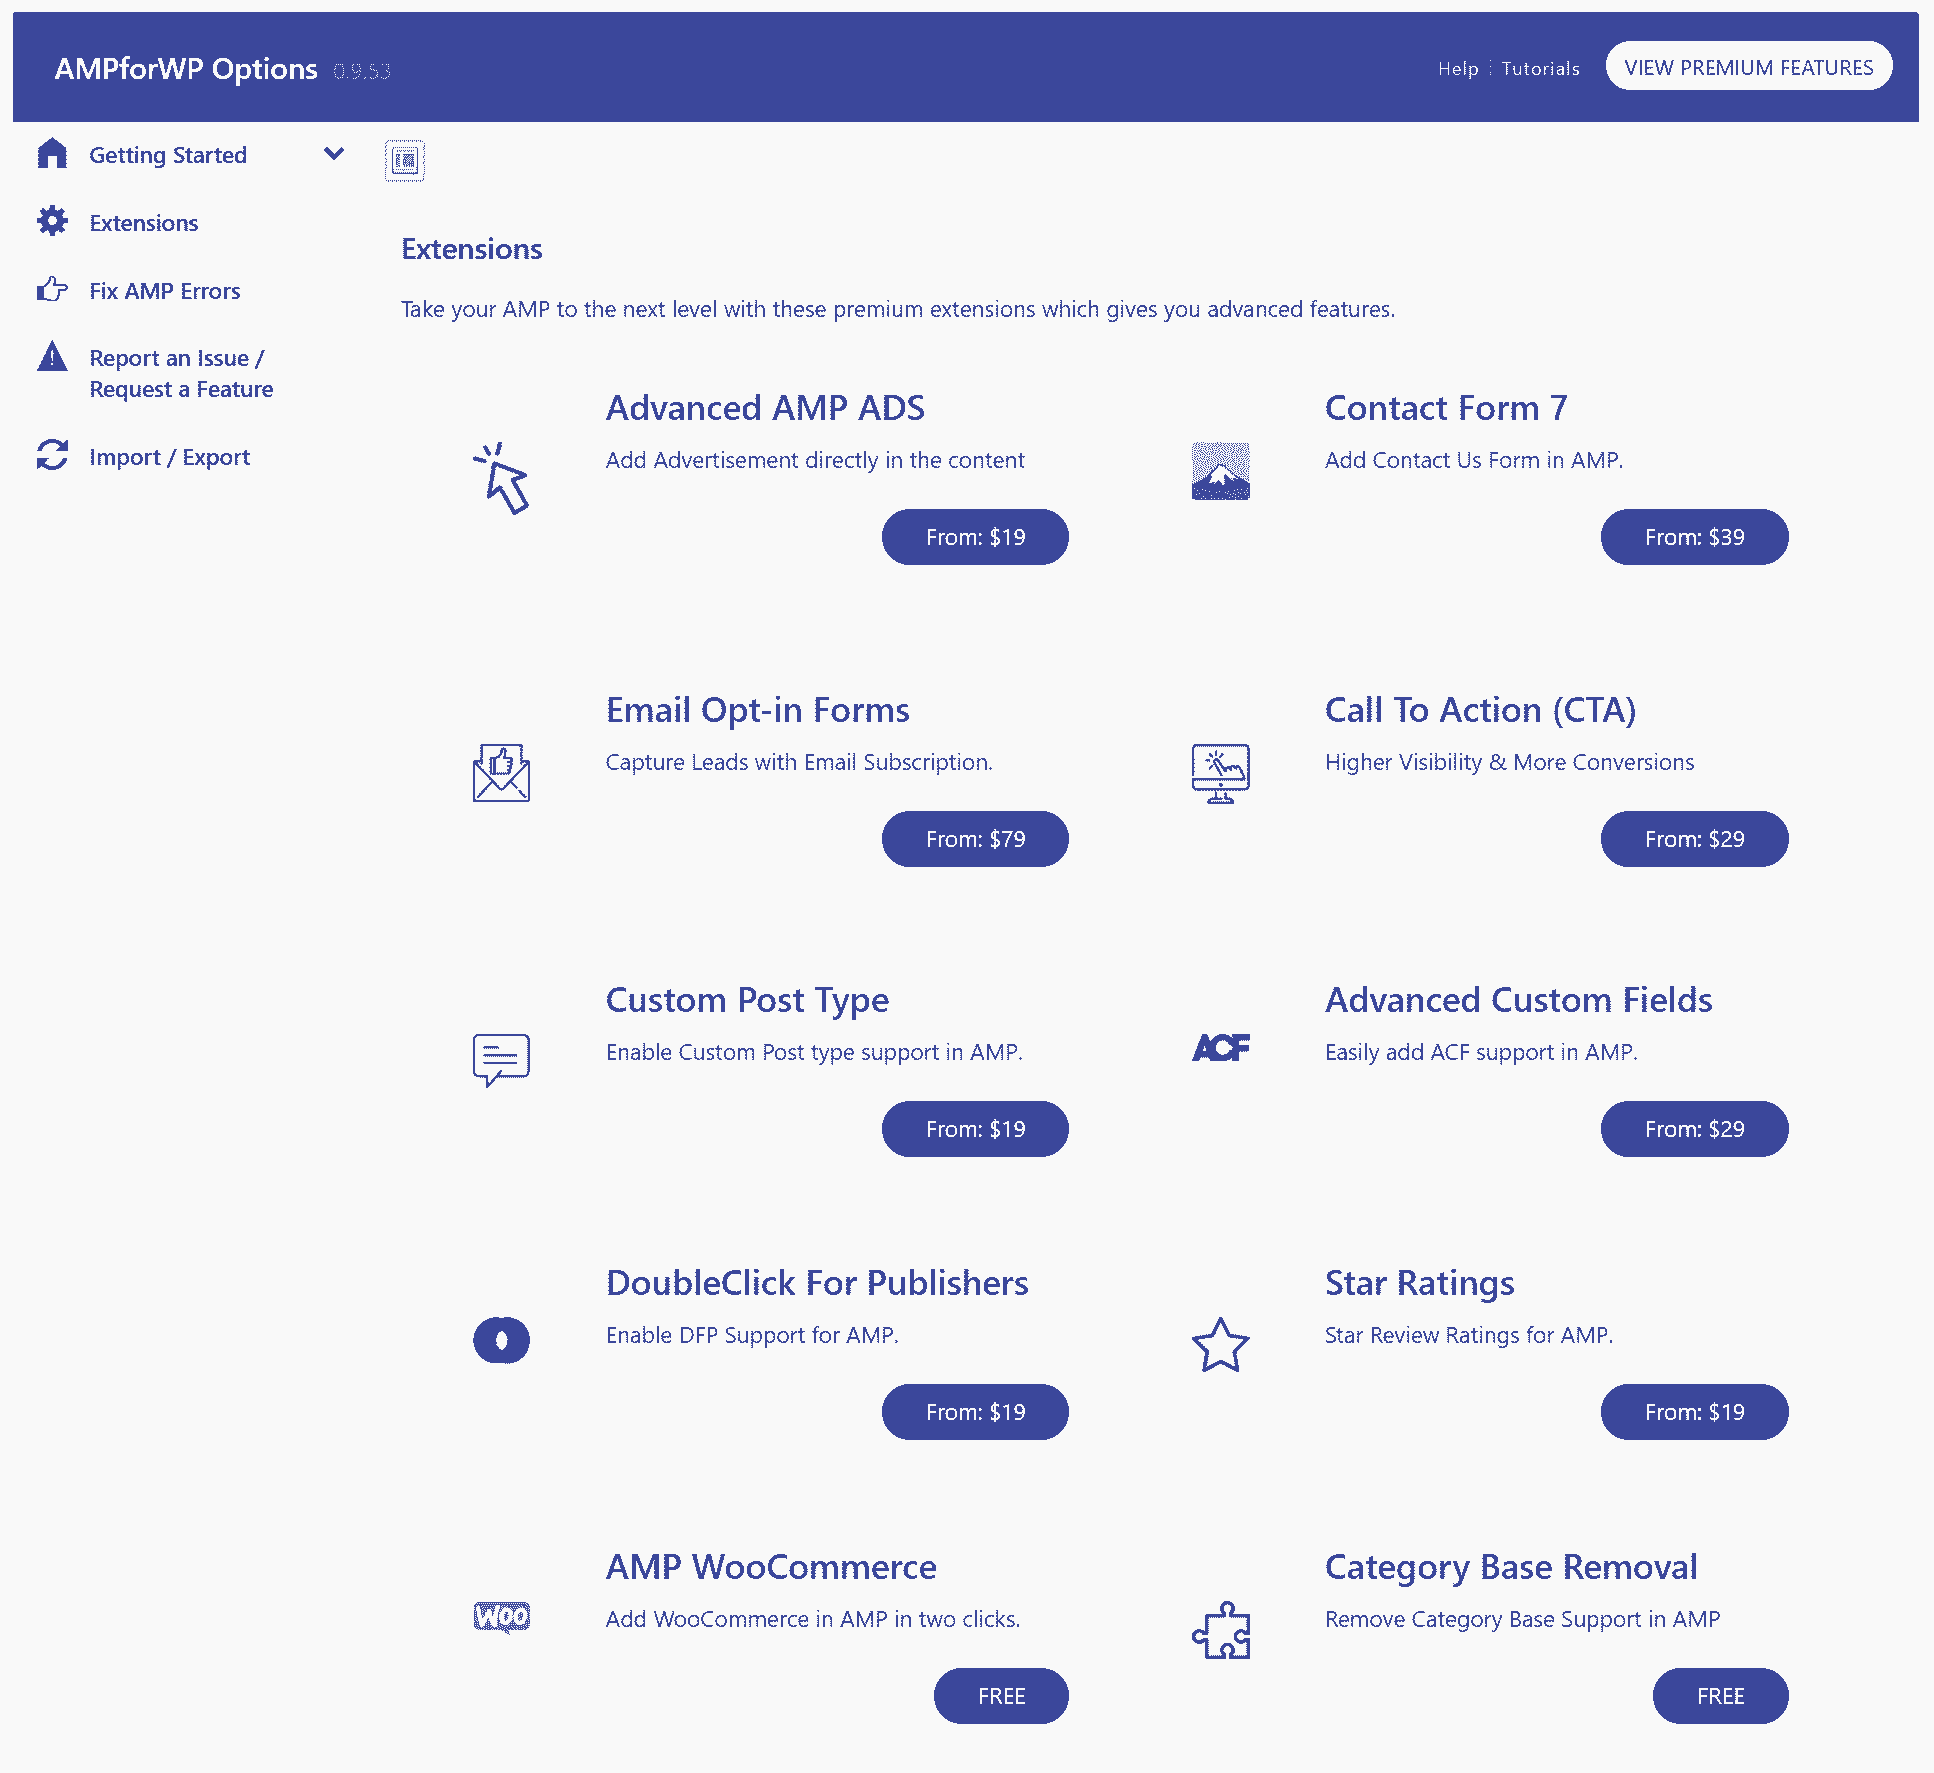 AMPforWP Options 0.9.53
Help Tutorials VIEW PREMIUM FEATURES
Getting Started
Extensions
Fix AMP Errors
Report an Issue /
Request a Feature
Import / Export
Extensions
Take your AMP to the next level with these premium extensions which gives you advanced features.
Advanced AMP ADS
Add Advertisement directly in the content
From: $19
Contact Form 7
Add Contact Us Form in AMP.
From: $39
Email Opt-in Forms
Capture Leads with Email Subscription.
From: $79
Call To Action (CTA)
Higher Visibility & More Conversions
From: $29
Custom Post Type
Enable Custom Post type support in AMP.
From: $19
ACF
Advanced Custom Fields
Easily add ACF support in AMP.
From: $29
DoubleClick For Publishers
Enable DFP Support for AMP.
From: $19
Star Ratings
Star Review Ratings for AMP.
From: $19
Woo
AMP WooCommerce
Add WooCommerce in AMP in two clicks.
FREE
Category Base Removal
Remove Category Base Support in AMP
FREE